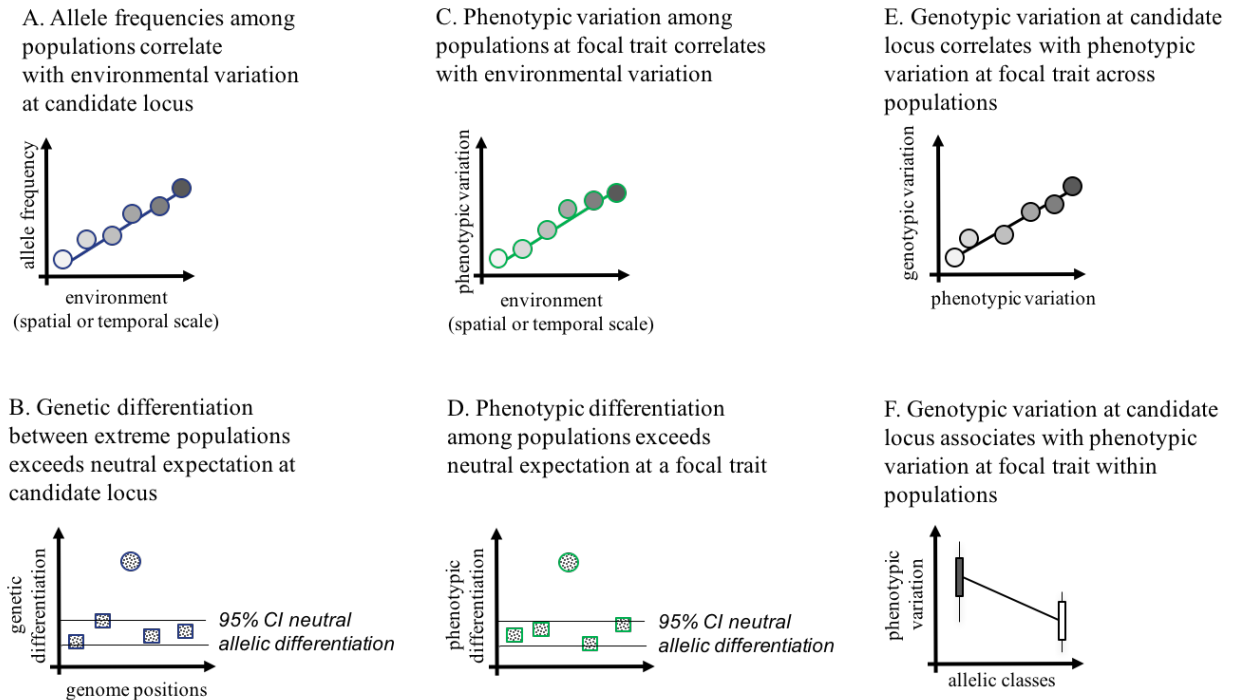 A. Allele frequencies among
populations correlate
with environmental variation
at candidate locus
allele frequency
environment
(spatial or temporal scale)
C. Phenotypic variation among
populations at focal trait correlates
with environmental variation
phenotypic variation
environment
(spatial or temporal scale)
E. Genotypic variation at candidate
locus correlates with phenotypic
variation at focal trait across
populations
genotypic variation
phenotypic variation
B. Genetic differentiation
between extreme populations
exceeds neutral expectation at
candidate locus
genetic
differentiation
95% CI neutral
allelic differentiation
genome positions
D. Phenotypic differentiation
among populations exceeds
neutral expectation at a focal trait
phenotypic
differentiation
95% CI neutral
allelic differentiation
F. Genotypic variation at candidate
locus associates with phenotypic
variation at focal trait within
populations
phenotypic
variation
allelic classes